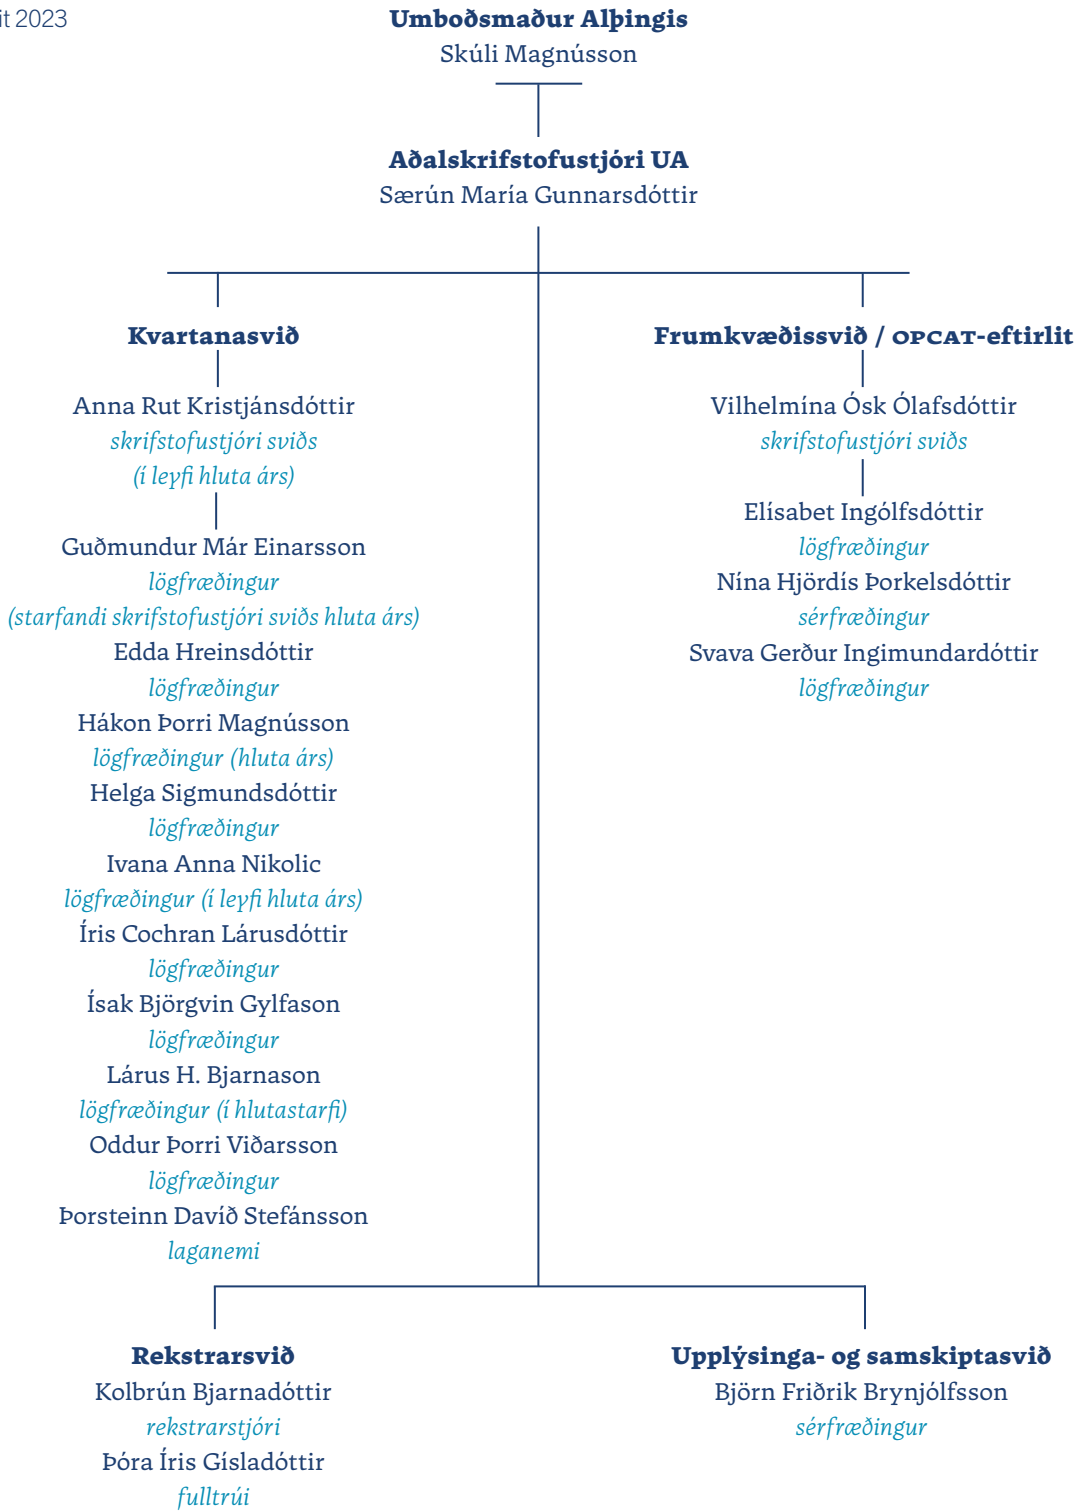 2023
Umboðsmaður Alþingis
Skúli Magnússon
Aðalskrifstofustjóri UA
Særún María Gunnarsdóttir
Kvartanasvið
Anna Rut Kristjánsdóttir
skrifstofustjóri sviðs
(í leyfi hluta árs)
Guðmundur Már Einarsson
lögfræðingur
(starfandi skrifstofustjóri sviðs hluta árs)
Edda Hreinsdóttir
lögfræðingur
Hákon Þorri Magnússon
lögfræðingur (hluta árs)
Helga Sigmundsdóttir
lögfræðingur
Ivana Anna Nikolic
lögfræðingur (í leyfi hluta árs)
Íris Cochran Lárusdóttir
lögfræðingur
Ísak Björgvin Gylfason
lögfræðingur
Lárus H. Bjarnason
lögfræðingur (í hlutastarfi)
Oddur Þorri Viðarsson
lögfræðingur
Þorsteinn Davíð Stefánsson
laganemi
Frumkvæðissvið / OPCAT-eftirlit
Vilhelmína Ósk Ólafsdóttir
skrifstofustjóri sviðs
Elísabet Ingólfsdóttir
lögfræðingur
Nína Hjördís Þorkelsdóttir
sérfræðingur
Svava Gerður Ingimundardóttir
lögfræðingur
Rekstrarsvið
Kolbrún Bjarnadóttir
rekstrarstjóri
Þóra Íris Gísladóttir
fulltrúi
Upplýsinga- og samskiptasvið
Björn Friðrik Brynjólfsson
sérfræðingur